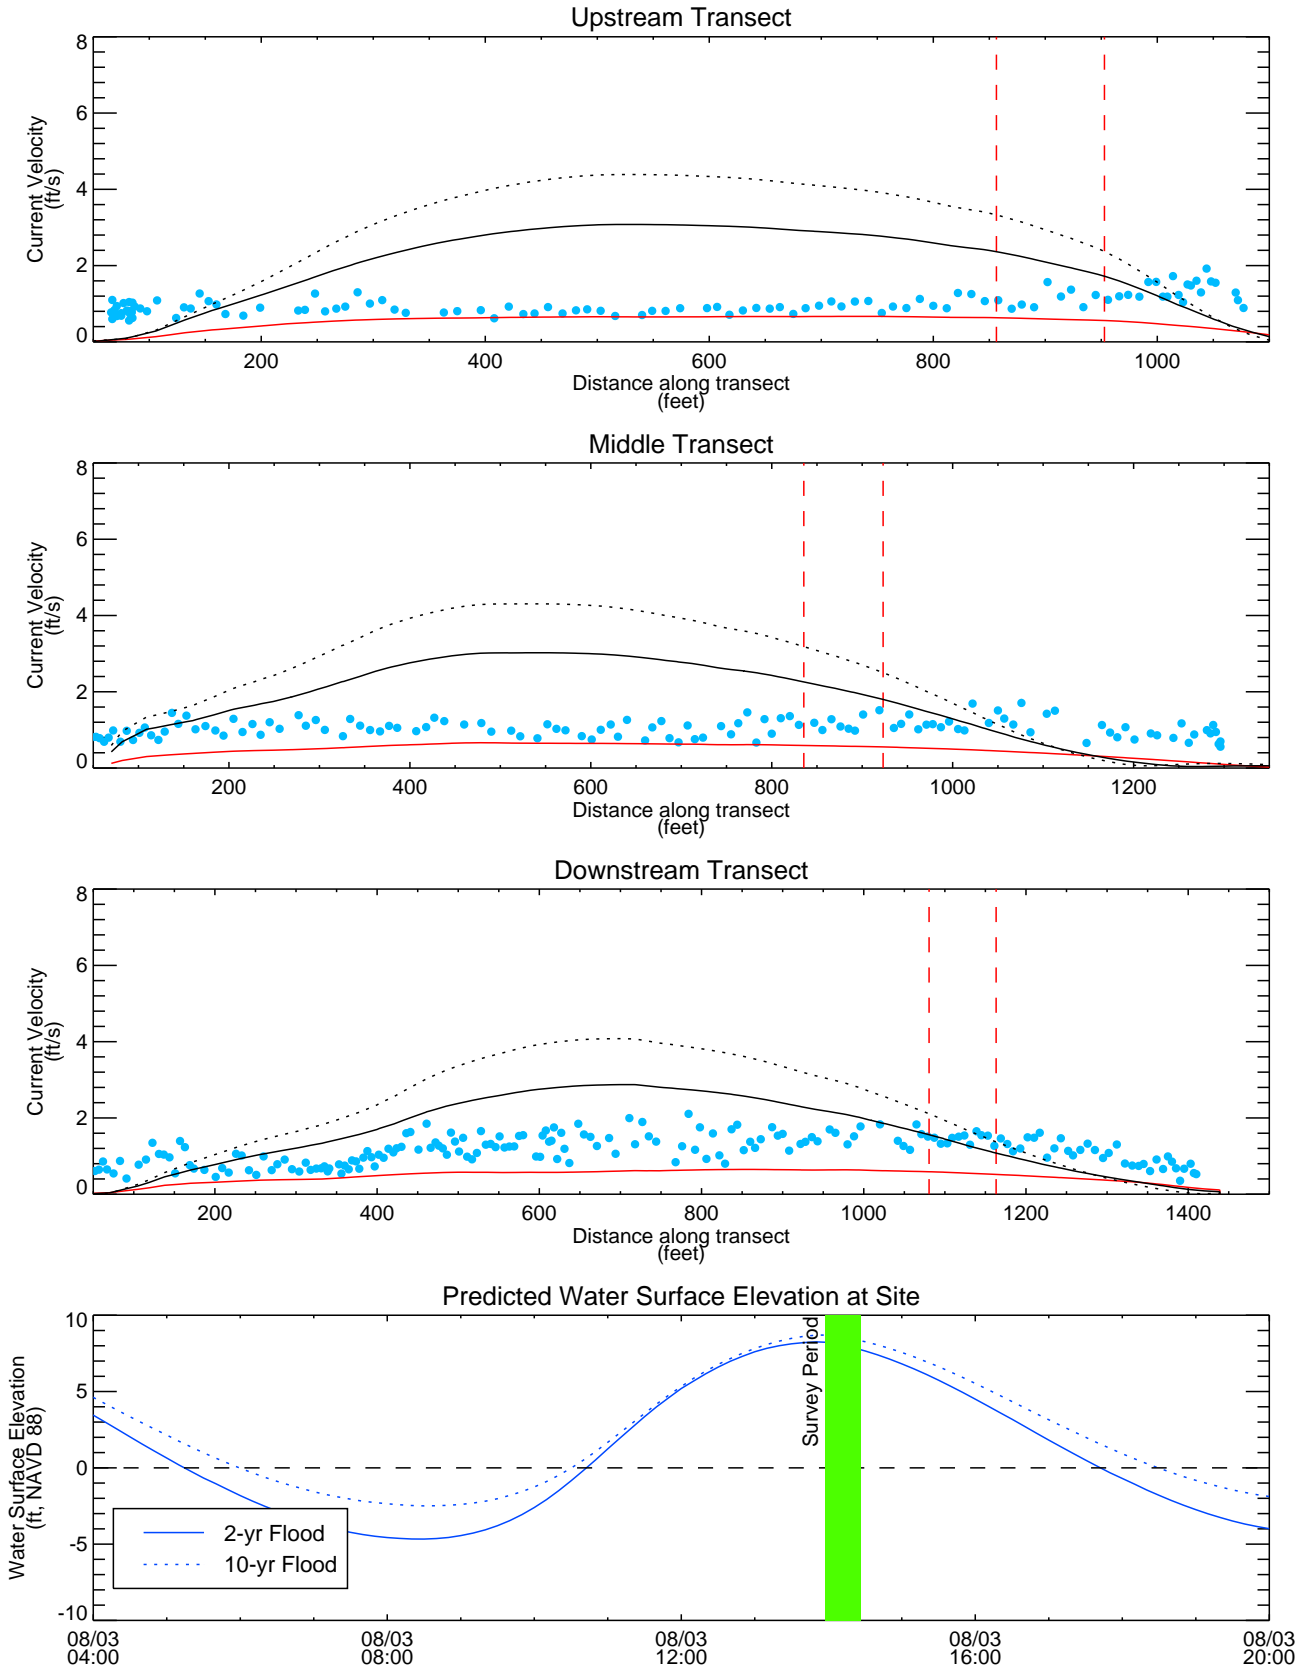 Upstream Transect
8
6
4
2
0
Current Velocity
(ft/s)
200
400
600
800
1000
Distance along transect
(feet)
Middle Transect
8
6
4
2
0
Current Velocity
(ft/s)
200
400
600
800
1000
1200
Distance along transect
(feet)
Downstream Transect
8
6
4
2
0
Current Velocity
(ft/s)
200
400
600
800
1000
1200
1400
Distance along transect
(feet)
Predicted Water Surface Elevation at Site
10
5
0
-5
-10
Water Surface Elevation
(ft, NAVD 88)
Survey Period
2-yr Flood
10-yr Flood
08/03
04:00
08/03
08:00
08/03
12:00
08/03
16:00
08/03
20:00